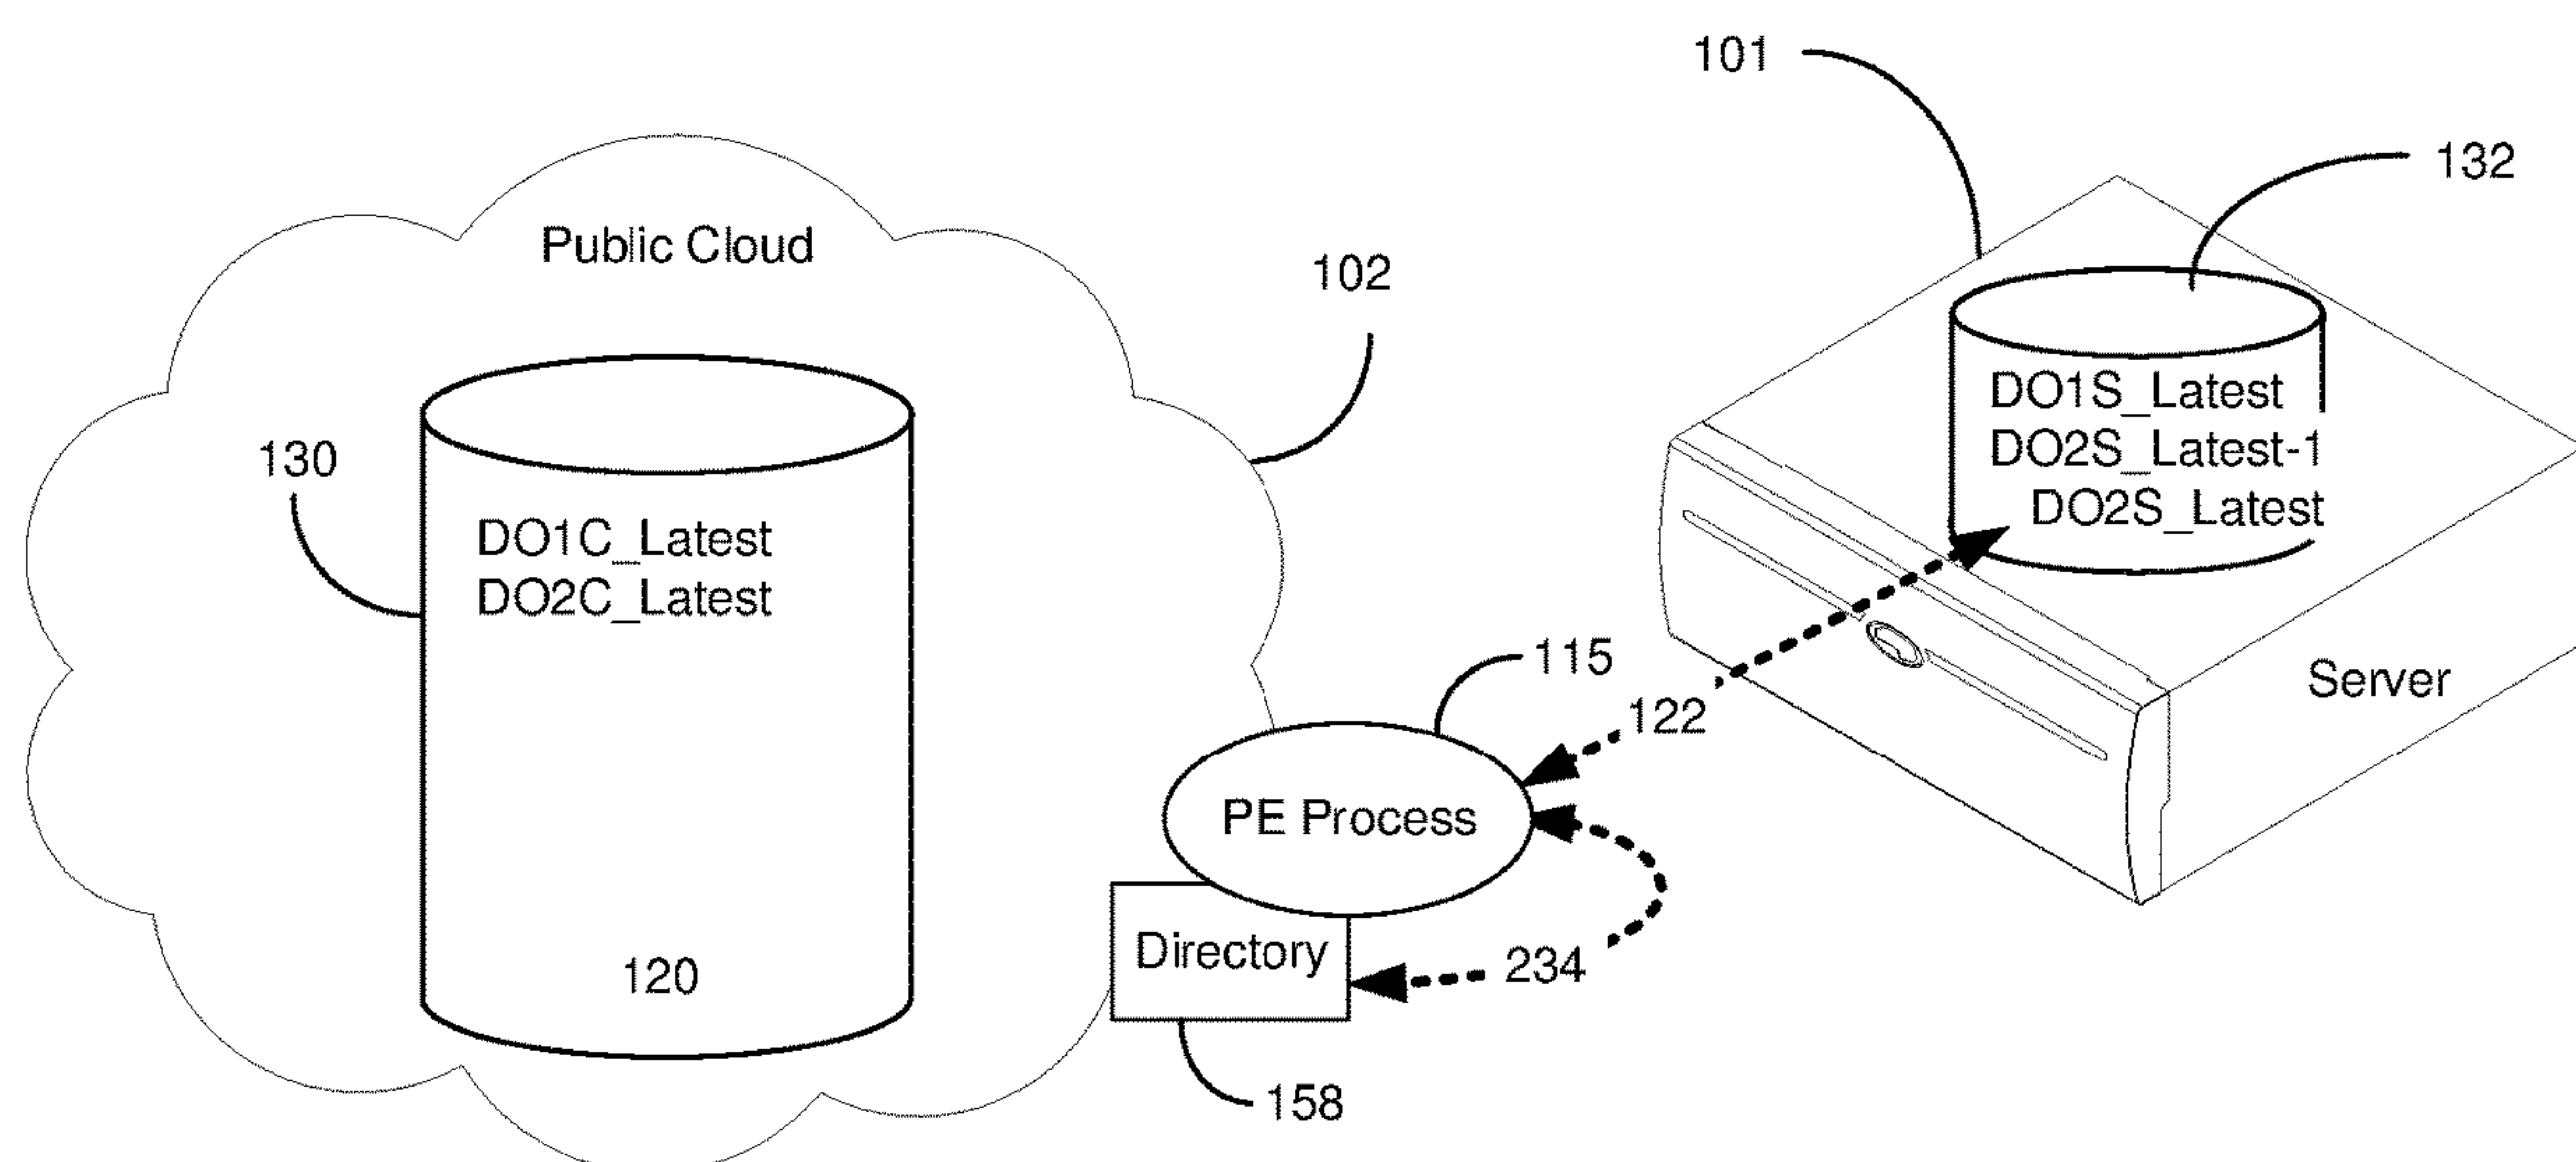 101
132
Public Cloud
102
DO1S_Latest
DO2S_Latest-1
DO2S_Latest
130
DO1C_Latest
DO2C_Latest
115
Server
122
PE Process
Directory
234
120
158